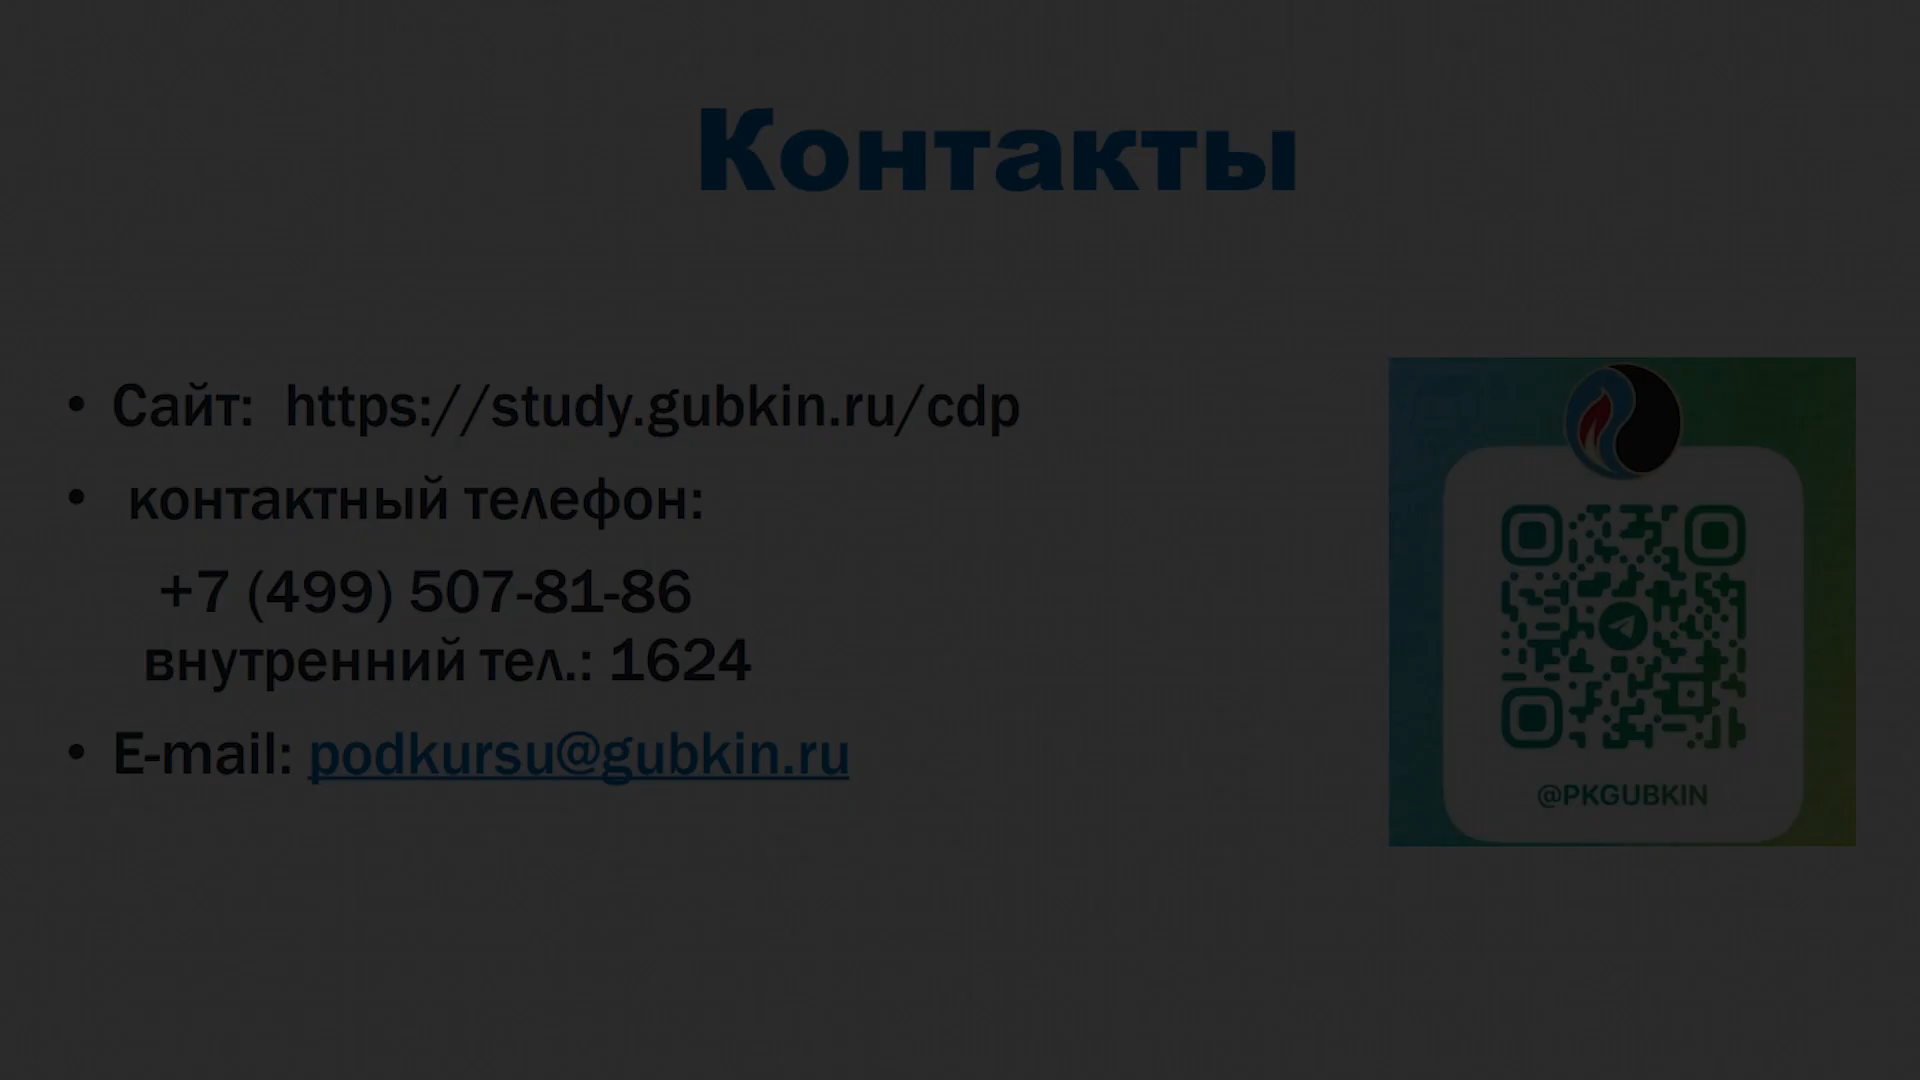 Контакты
• Сайт: https://study.gubkin.ru/cdp
• контактный телефон:
+7 (499) 507-81-86
внутренний тел.: 1624
• E-mail: podkursu@gubkin.ru
@PKGUBKIN